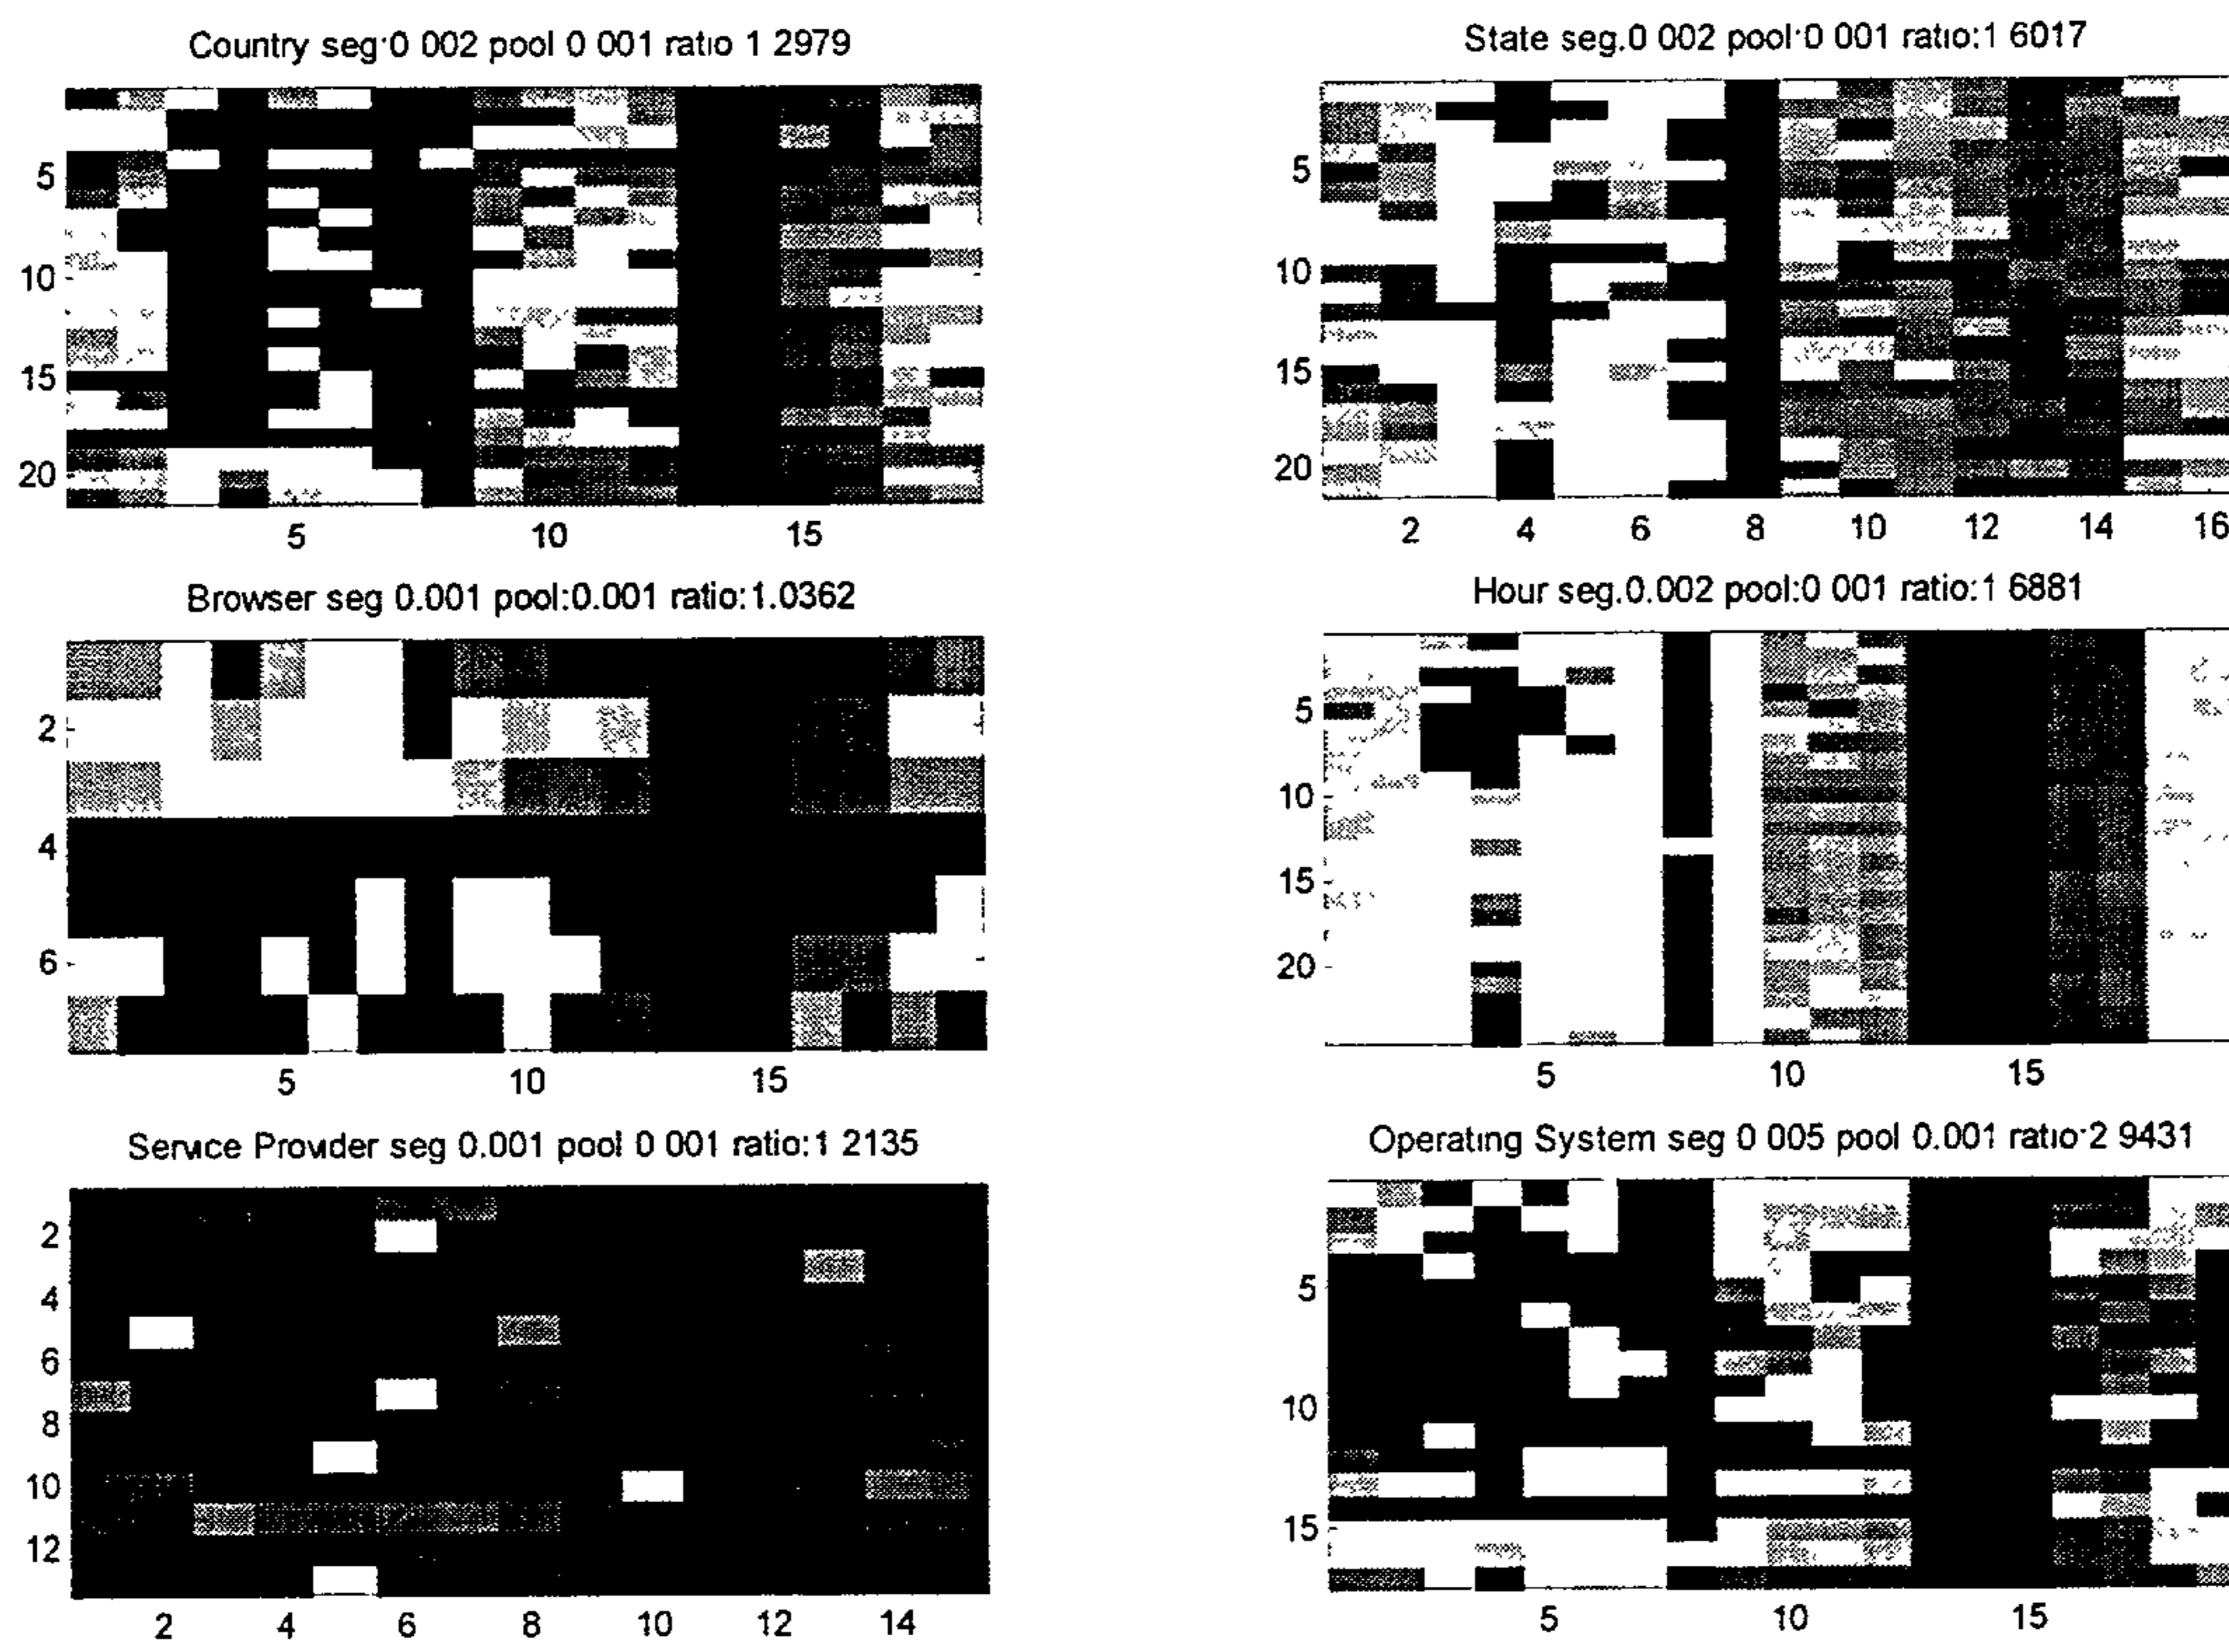 Country seg:0 002 pool 0 001 ratio 1 2979
5
10
15
20
5 10 15
State seg.0 002 pool:0 001 ratio:1 6017
5
10
15
20
2 4 6 8 10 12 14 16
Browser seg 0.001 pool:0.001 ratio:1.0362
2
4
6
5 10 15
Hour seg.0.002 pool:0 001 ratio:1 6881
5
10
15
20
5 10 15
Service Provider seg 0.001 pool 0 001 ratio:1 2135
2
4
6
8
10
12
2 4 6 8 10 12 14
Operating System seg 0 005 pool 0.001 ratio:2 9431
5
10
15
5 10 15